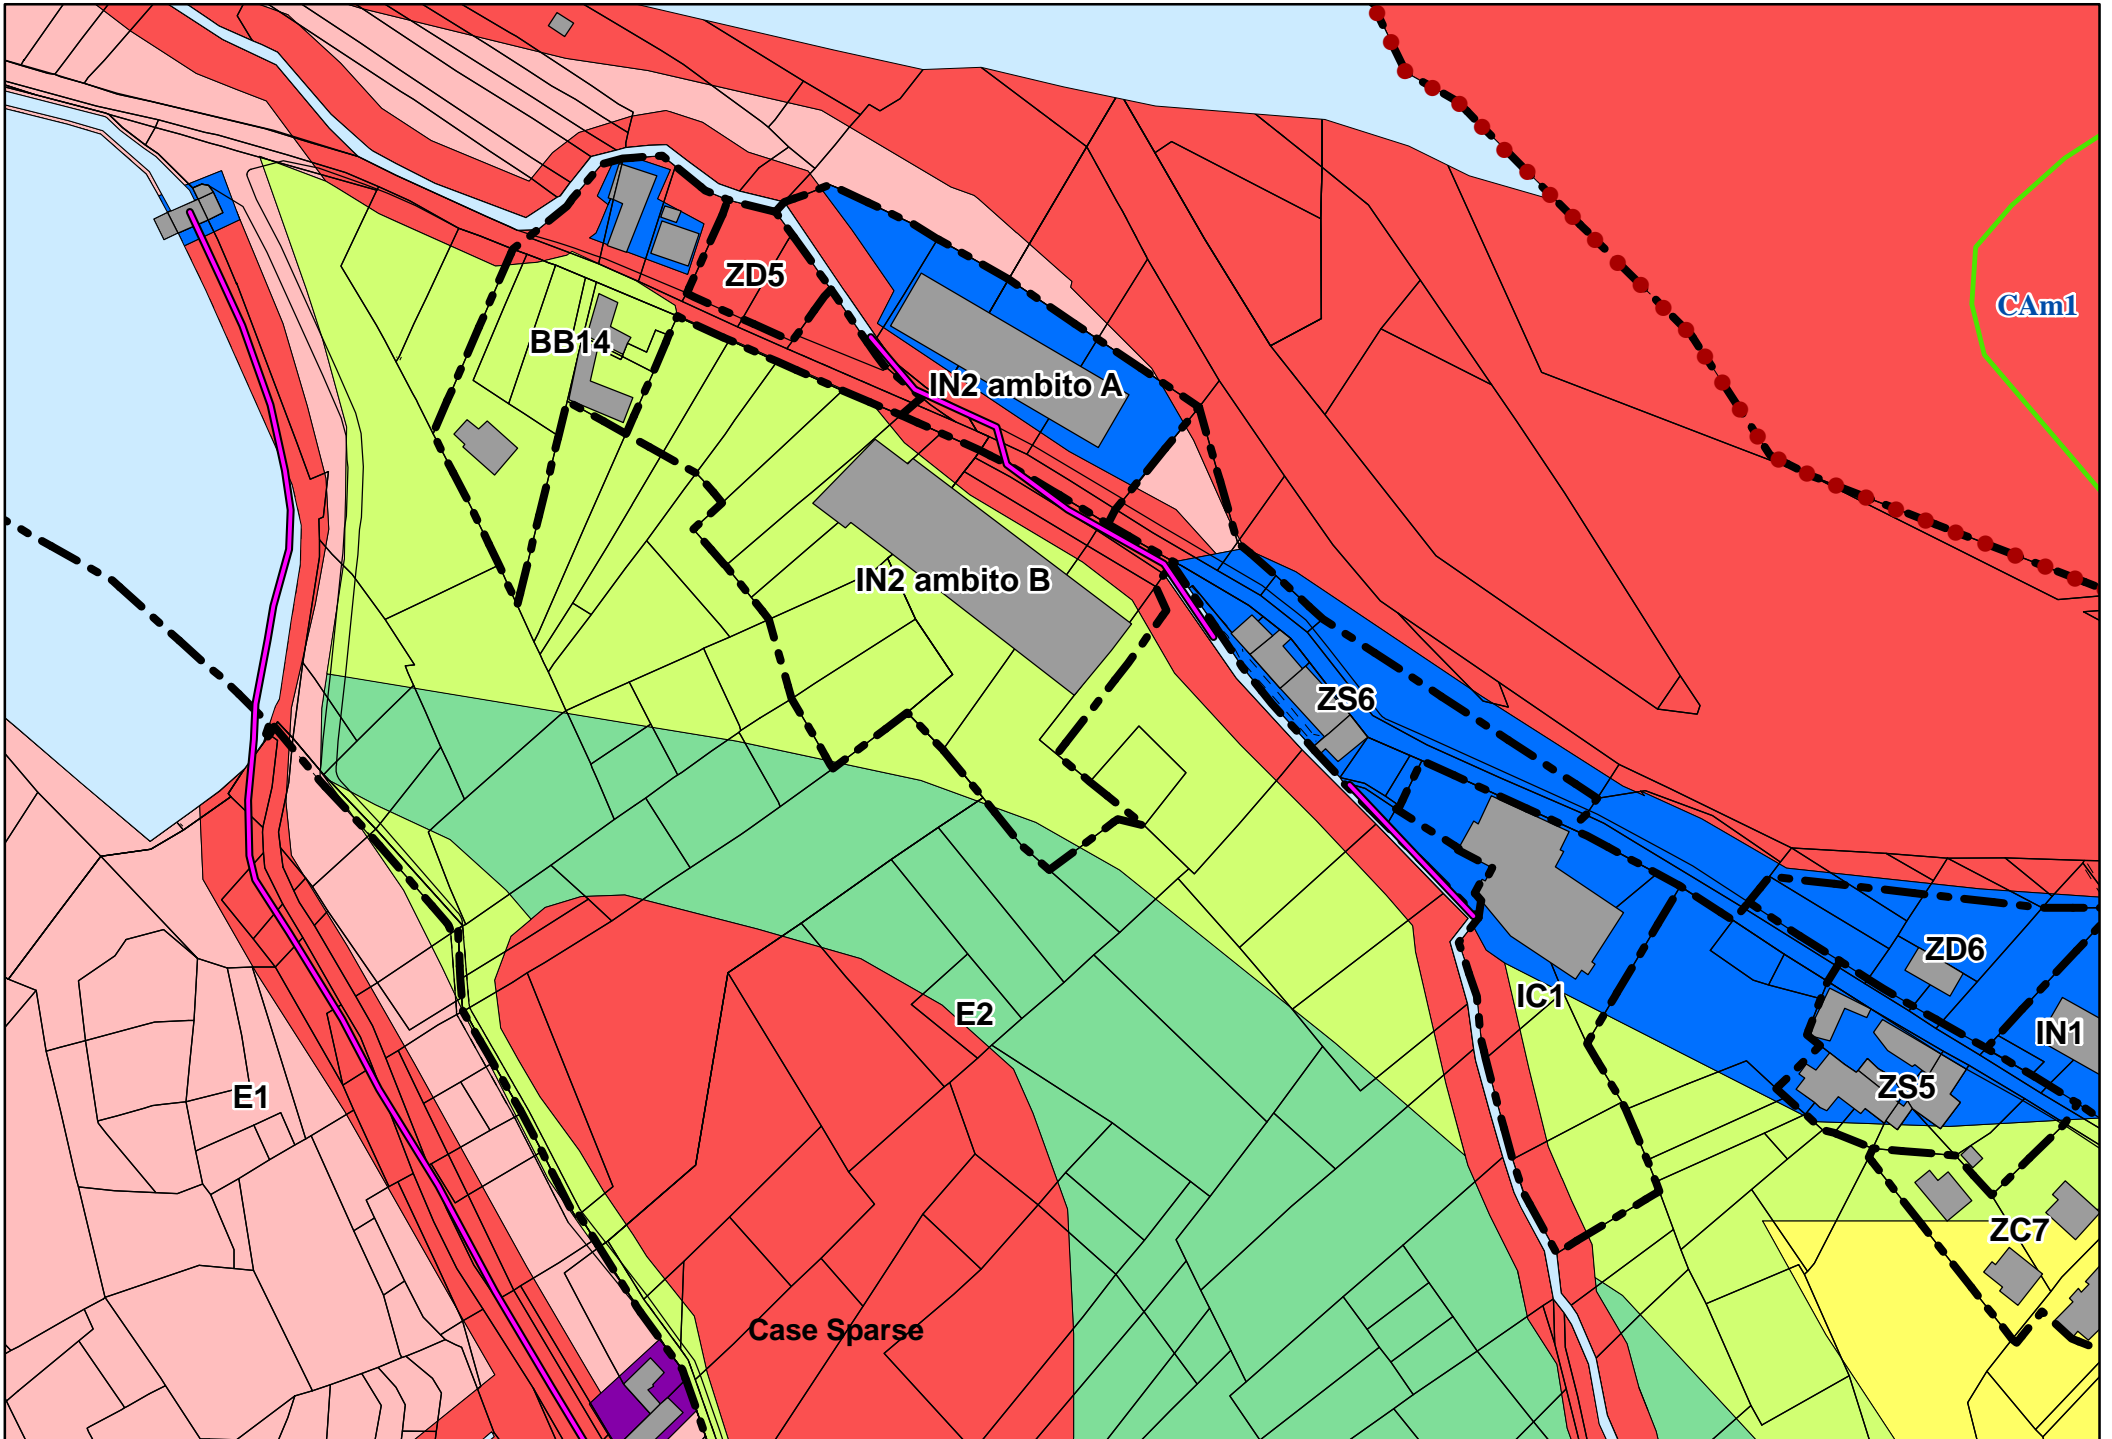 ZD5
CAm1
BB14
IN2 ambito A
IN2 ambito B
ZS6
ZD6
IC1
E2
IN1
ZS5
E1
ZC7
Case Sparse